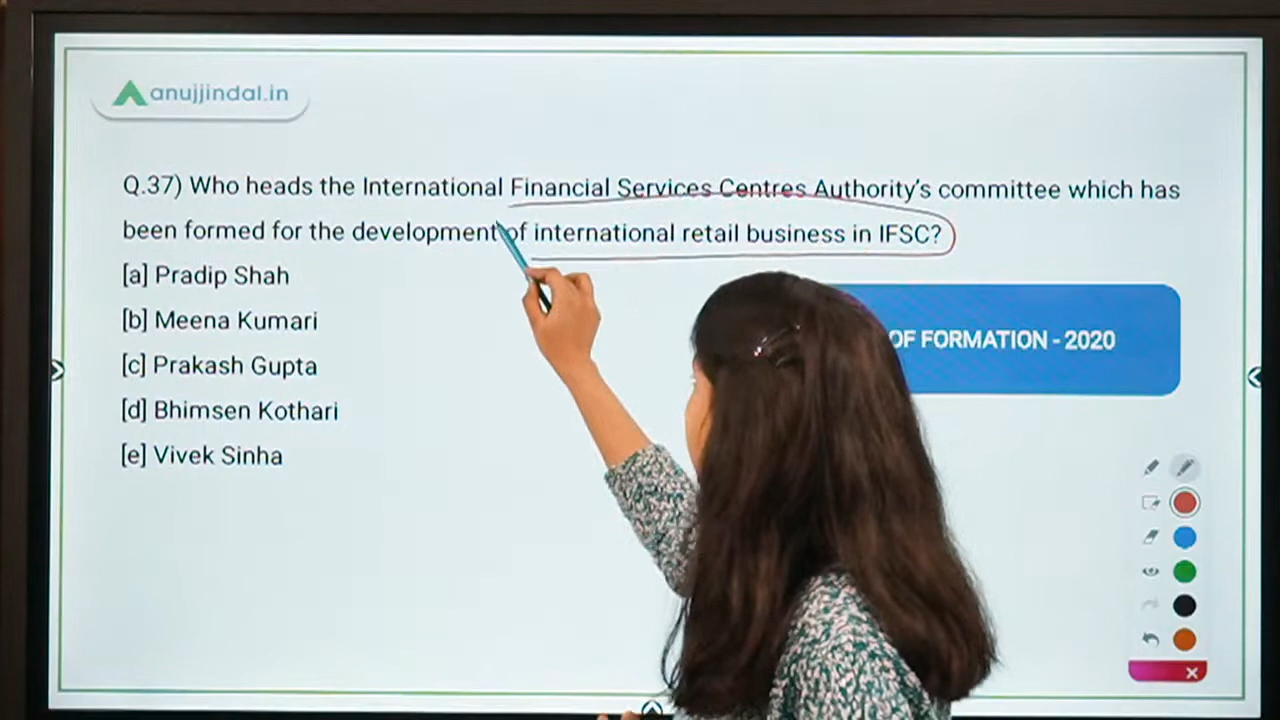 anujjindal.in
Q.37) Who heads the International Financial Services Centres Authority's committee which has
been formed for the development of international retail business in IFSC?
[a] Pradip Shah
[b] Meena Kumari
[c] Prakash Gupta
[d] Bhimsen Kothari
[e] Vivek Sinha
OF FORMATION - 2020